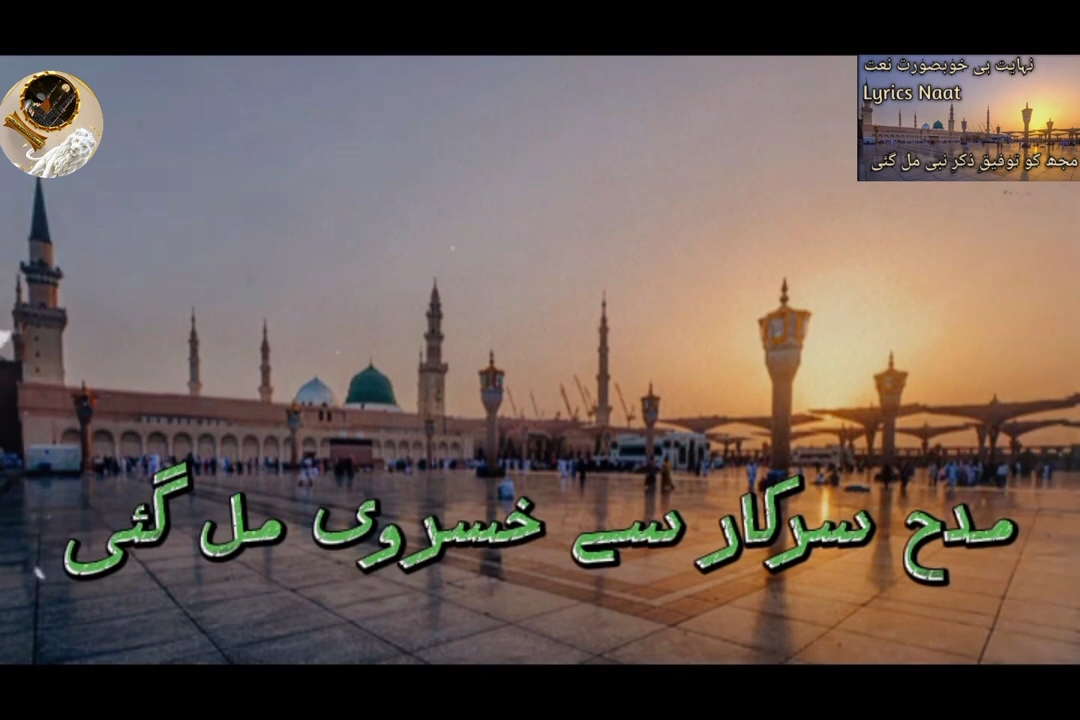 نہایت ہی خوبصورت نعت
Lyrics Naat
مجھ کو توفیقِ ذکرِ نبی مل گئی
مدح سرکار سے خسروی مل گئی